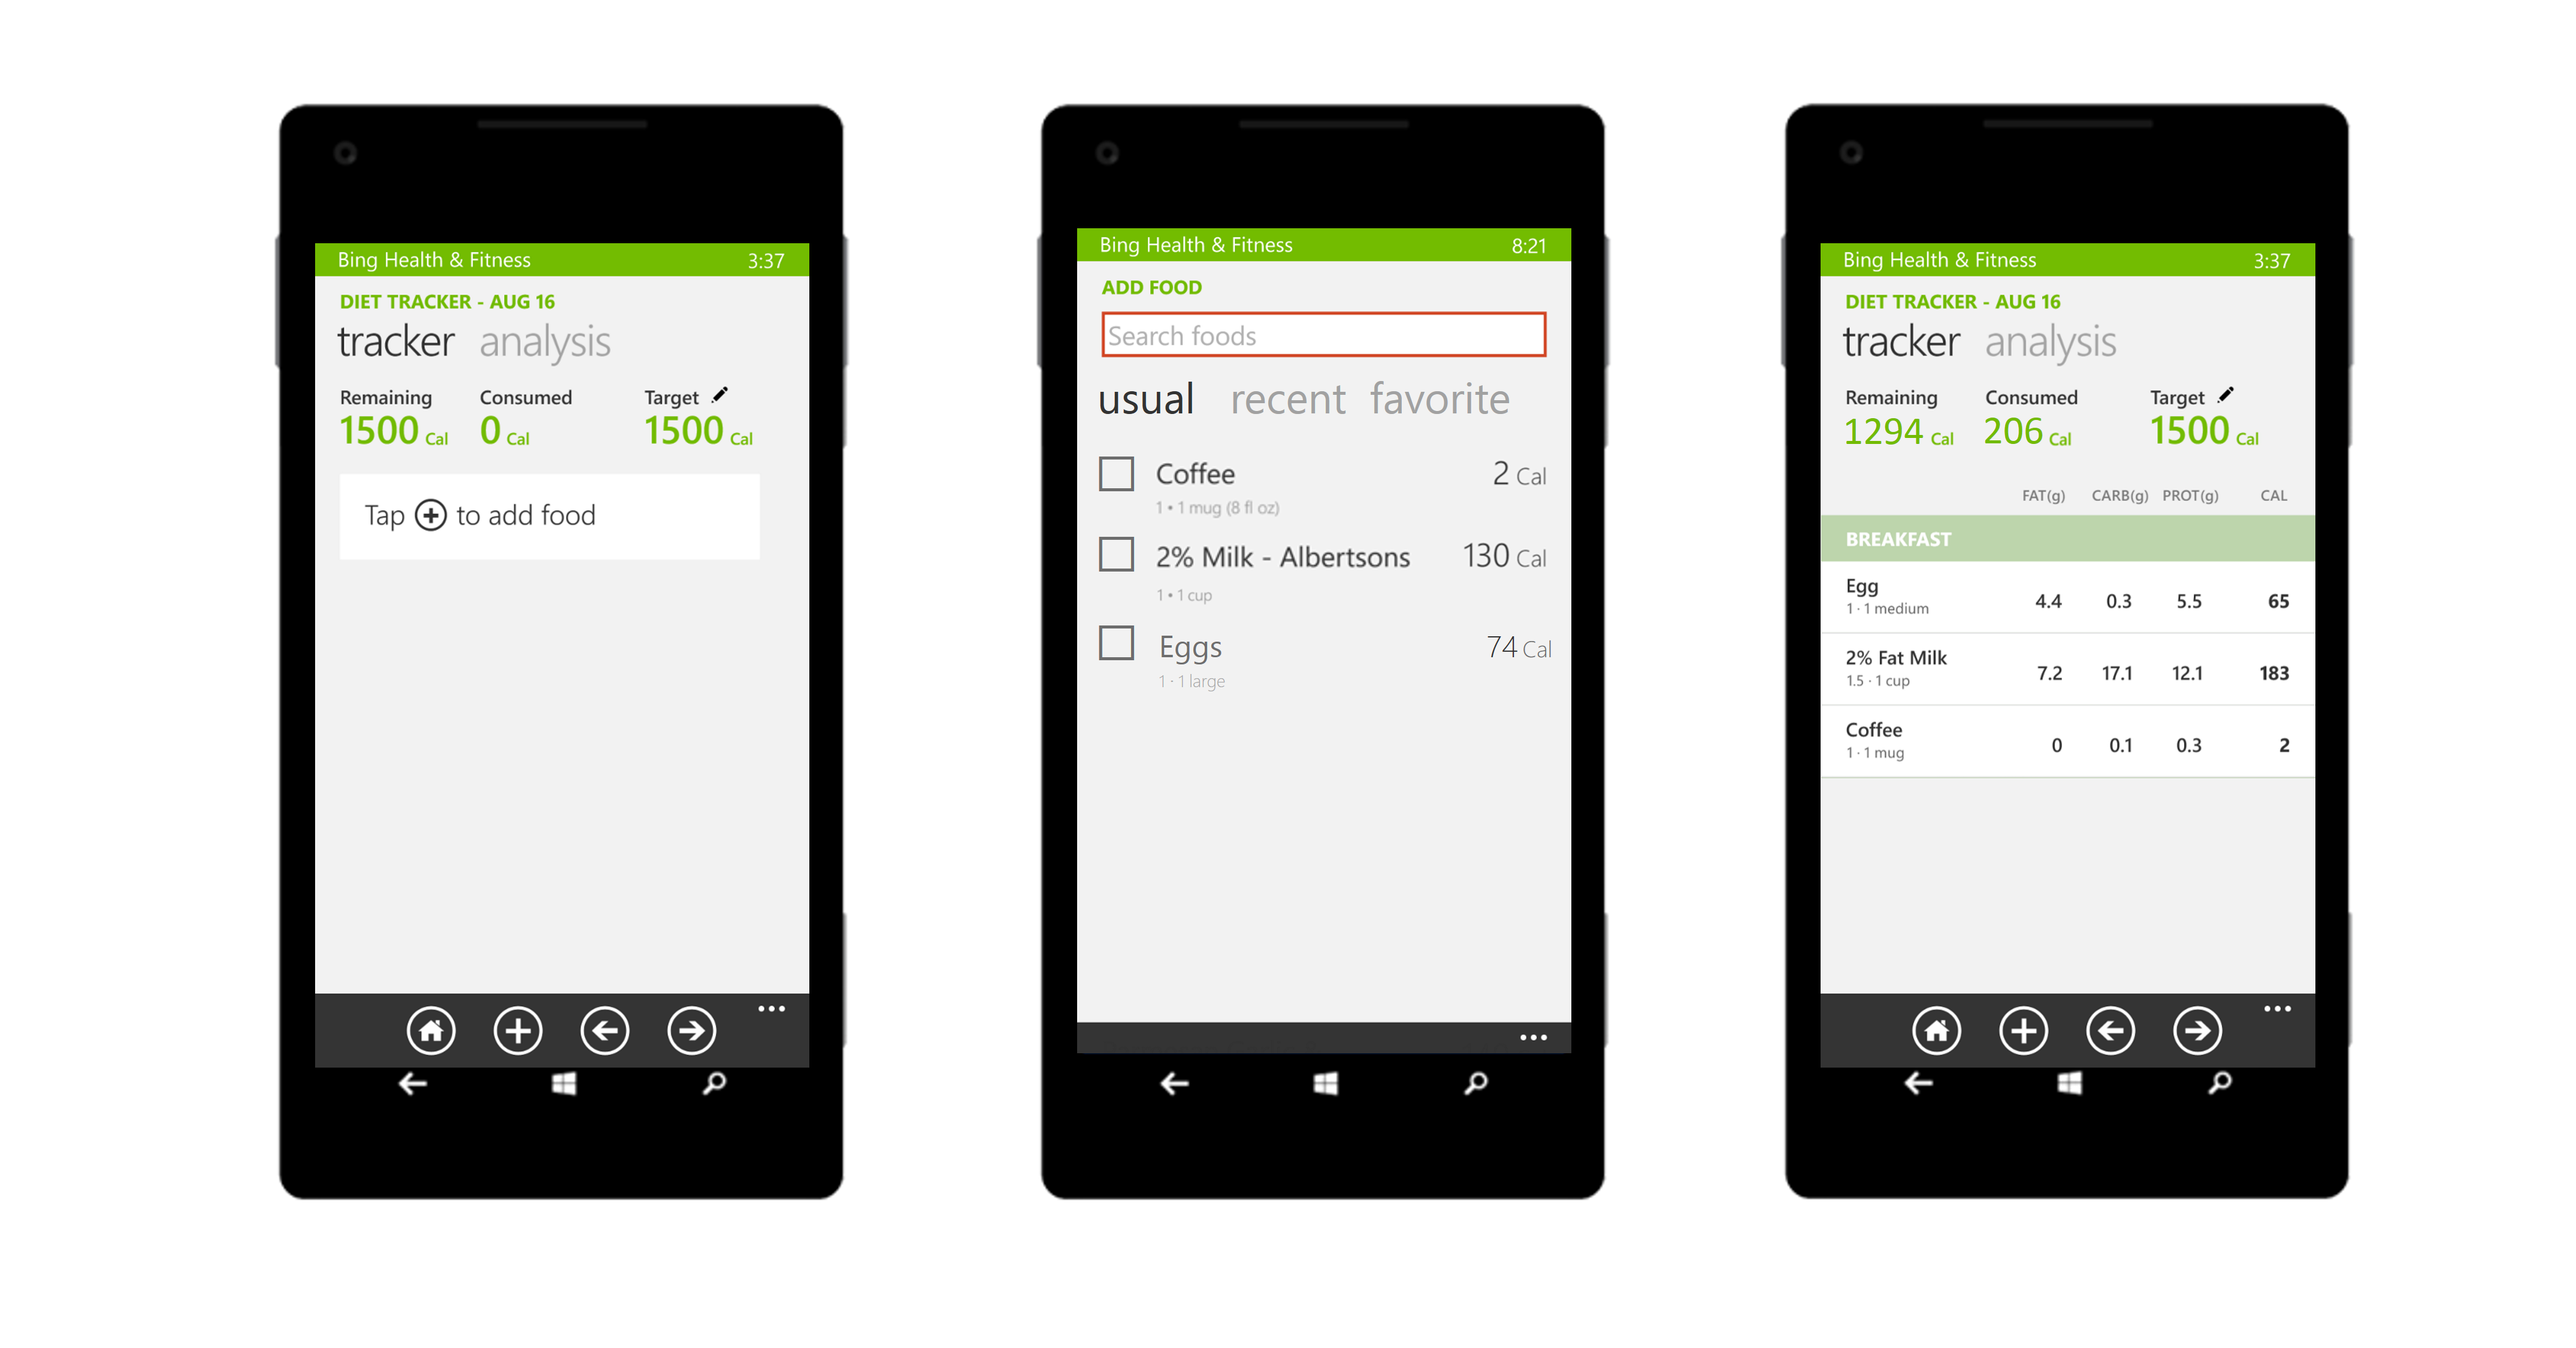 Bing Health & Fitness 3:37
DIET TRACKER - AUG 16
tracker analysis
Remaining Consumed Target
1500 Cal 0 Cal 1500 Cal
Tap + to add food
Bing Health & Fitness 8:21
ADD FOOD
Search foods
usual recent favorite
Coffee 2 Cal
1 • 1 mug (8 fl oz)
2% Milk - Albertsons 130 Cal
1 • 1 cup
Eggs 74 Cal
1 · 1 large
Bing Health & Fitness 3:37
DIET TRACKER - AUG 16
tracker analysis
Remaining Consumed Target
1294 Cal 206 Cal 1500 Cal
FAT(g) CARB(g) PROT(g) CAL
BREAKFAST
Egg 4.4 0.3 5.5 65
1 · 1 medium
2% Fat Milk 7.2 17.1 12.1 183
1.5 · 1 cup
Coffee 0 0.1 0.3 2
1 · 1 mug